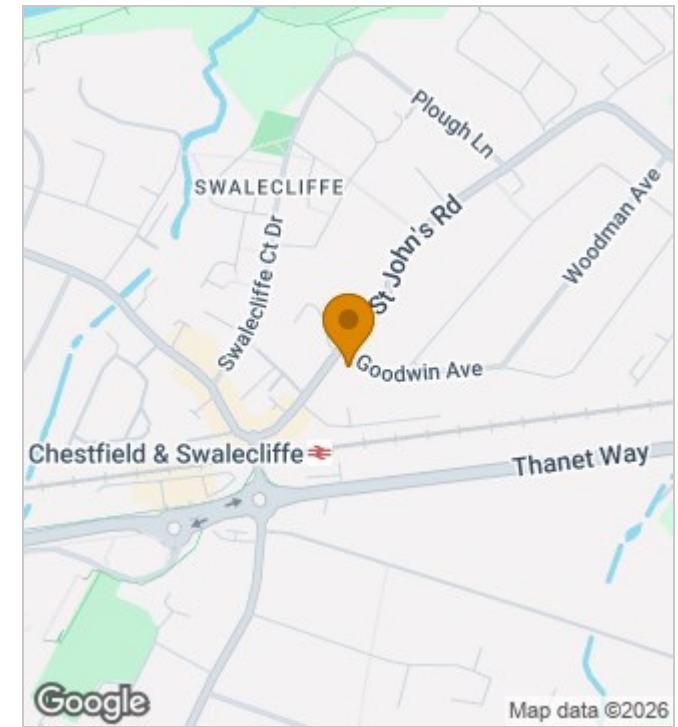 Plough Ln
SWALECLIFFE
Woodman Ave
St John's Rd
Swalecliffe Ct Dr
Goodwin Ave
Chestfield & Swalecliffe
Thanet Way
Google
Map data ©2026